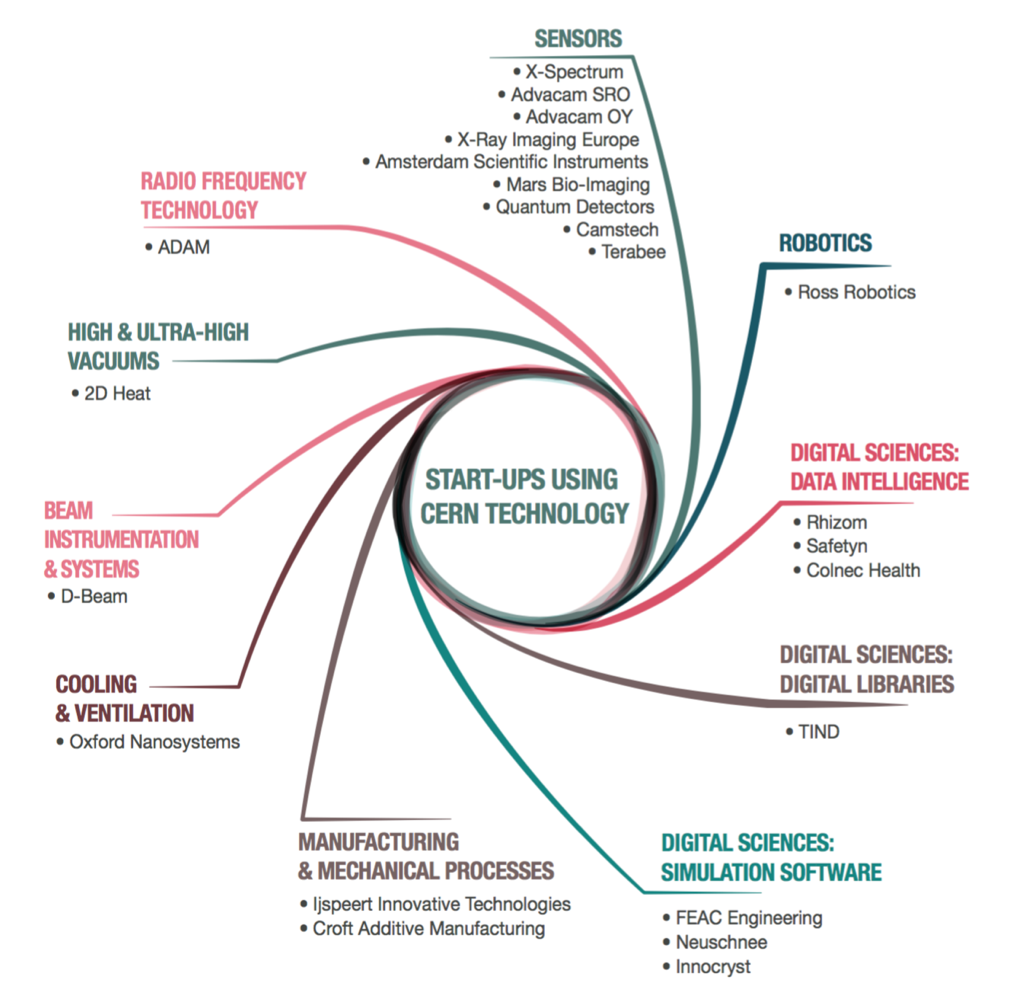 SENSORS
• X-Spectrum
• Advacam SRO
• Advacam OY
• X-Ray Imaging Europe
• Amsterdam Scientific Instruments
• Mars Bio-Imaging
• Quantum Detectors
• Camstech
• Terabee
RADIO FREQUENCY
TECHNOLOGY
• ADAM
ROBOTICS
• Ross Robotics
HIGH & ULTRA-HIGH
VACUUMS
• 2D Heat
START-UPS USING
CERN TECHNOLOGY
DIGITAL SCIENCES:
DATA INTELLIGENCE
• Rhizom
• Safetyn
• Colnec Health
BEAM
INSTRUMENTATION
& SYSTEMS
• D-Beam
DIGITAL SCIENCES:
DIGITAL LIBRARIES
• TIND
COOLING
& VENTILATION
• Oxford Nanosystems
MANUFACTURING
& MECHANICAL PROCESSES
• Ijspeert Innovative Technologies
• Croft Additive Manufacturing
DIGITAL SCIENCES:
SIMULATION SOFTWARE
• FEAC Engineering
• Neuschnee
• Innocryst